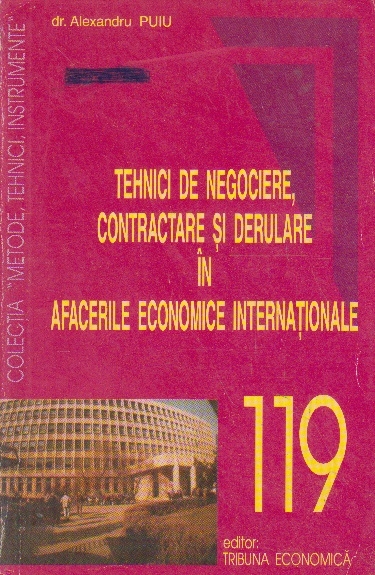 dr. Alexandru PUIU
COLECȚIA "METODE, TEHNICI, INSTRUMENTE"
TEHNICI DE NEGOCIERE,
CONTRACTARE ȘI DERULARE
ÎN
AFACERILE ECONOMICE INTERNAȚIONALE
119
editor:
TRIBUNA ECONOMICĂ